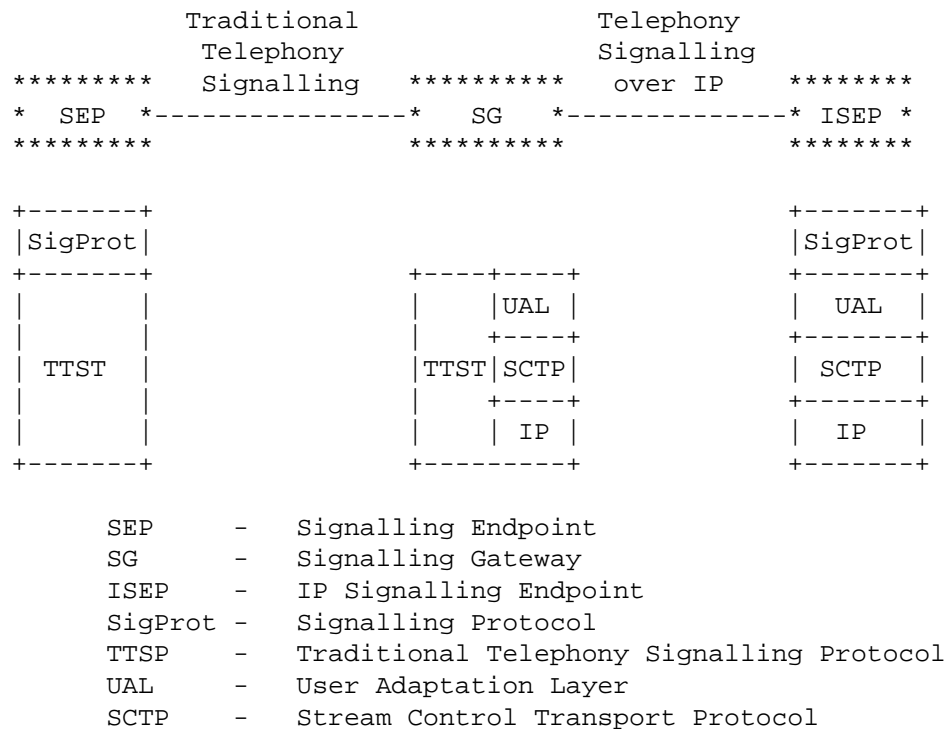 Traditional                    Telephony
             Telephony                     Signalling
*********    Signalling    **********       over IP    ********
*  SEP  *----------------*    SG    *--------------* ISEP *
*********                  **********                  ********

+-------+                                              +-------+
|SigProt|                                              |SigProt|
+-------+                  +----+----+                 +-------+
|       |                  |    |UAL |                 |  UAL  |
|       |                  |    +----+                 +-------+
| TTST  |                  |TTST|SCTP|                 | SCTP  |
|       |                  |    +----+                 +-------+
|       |                  |    | IP |                 |  IP   |
+-------+                  +---------+                 +-------+

SEP     -   Signalling Endpoint
SG      -   Signalling Gateway
ISEP    -   IP Signalling Endpoint
SigProt -   Signalling Protocol
TTSP    -   Traditional Telephony Signalling Protocol
UAL     -   User Adaptation Layer
SCTP    -   Stream Control Transport Protocol